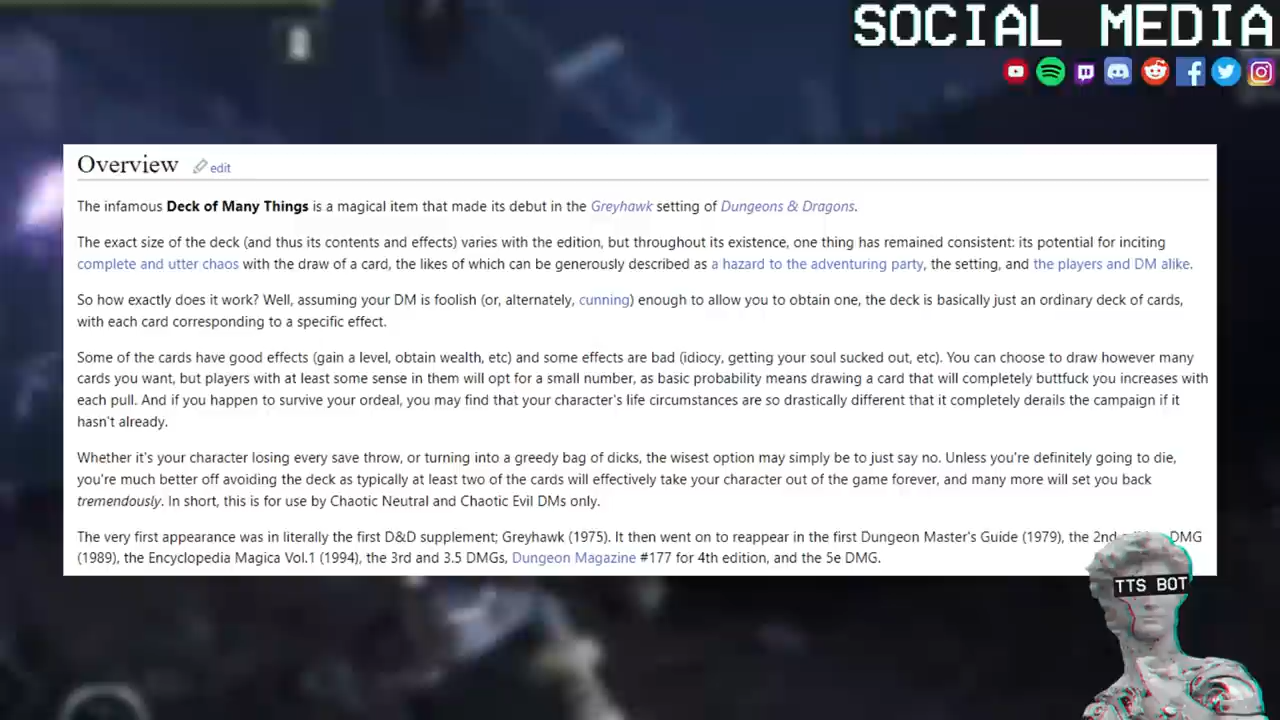 SOCIAL MEDIA
Overview edit
The infamous Deck of Many Things is a magical item that made its debut in the Greyhawk setting of Dungeons & Dragons.
The exact size of the deck (and thus its contents and effects) varies with the edition, but throughout its existence, one thing has remained consistent: its potential for inciting
complete and utter chaos with the draw of a card, the likes of which can be generously described as a hazard to the adventuring party, the setting, and the players and DM alike.
So how exactly does it work? Well, assuming your DM is foolish (or, alternately, cunning) enough to allow you to obtain one, the deck is basically just an ordinary deck of cards,
with each card corresponding to a specific effect.
Some of the cards have good effects (gain a level, obtain wealth, etc) and some effects are bad (idiocy, getting your soul sucked out, etc). You can choose to draw however many
cards you want, but players with at least some sense in them will opt for a small number, as basic probability means drawing a card that will completely buttfuck you increases with
each pull. And if you happen to survive your ordeal, you may find that your character's life circumstances are so drastically different that it completely derails the campaign if it
hasn't already.
Whether it's your character losing every save throw, or turning into a greedy bag of dicks, the wisest option may simply be to just say no. Unless you're definitely going to die,
you're much better off avoiding the deck as typically at least two of the cards will effectively take your character out of the game forever, and many more will set you back
tremendously. In short, this is for use by Chaotic Neutral and Chaotic Evil DMs only.
The very first appearance was in literally the first D&D supplement; Greyhawk (1975). It then went on to reappear in the first Dungeon Master's Guide (1979), the 2nd DMG
(1989), the Encyclopedia Magica Vol.1 (1994), the 3rd and 3.5 DMGs, Dungeon Magazine #177 for 4th edition, and the 5e DMG.
TTS BOT